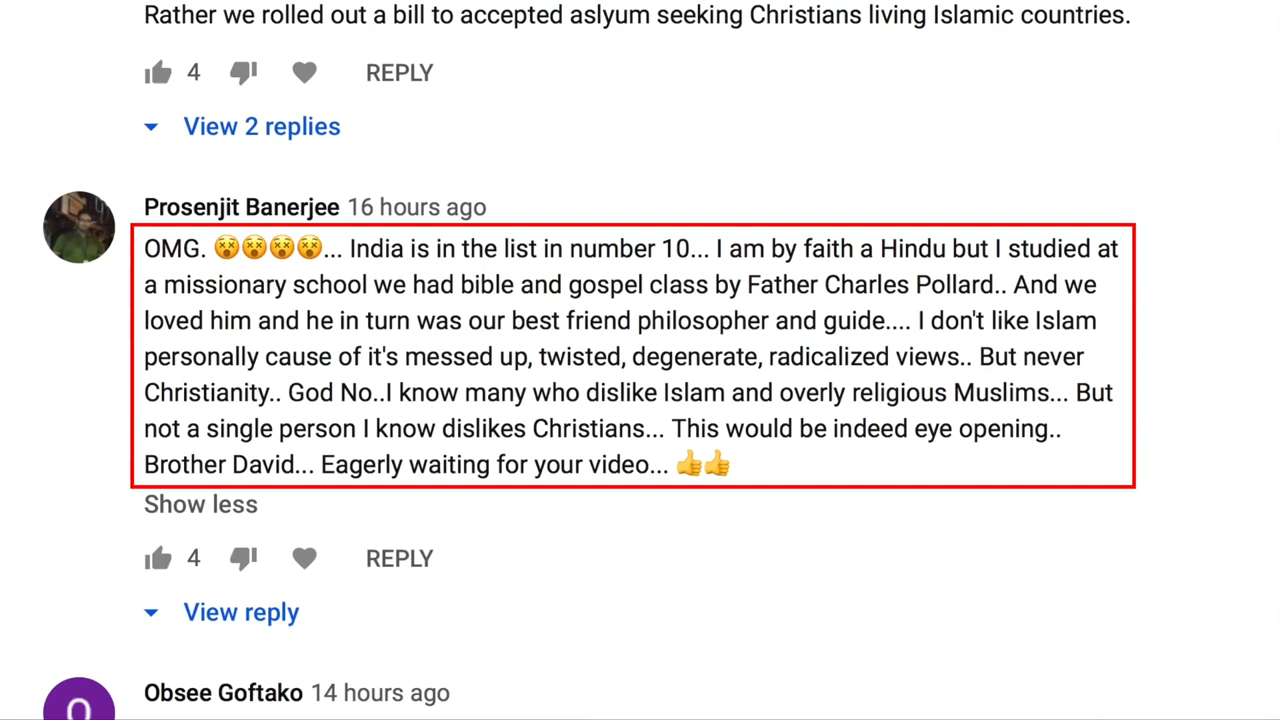 Rather we rolled out a bill to accepted aslyum seeking Christians living Islamic countries.
4
REPLY
View 2 replies
Prosenjit Banerjee 16 hours ago
OMG. 😵😵😵😵... India is in the list in number 10... I am by faith a Hindu but I studied at
a missionary school we had bible and gospel class by Father Charles Pollard.. And we
loved him and he in turn was our best friend philosopher and guide.... I don't like Islam
personally cause of it's messed up, twisted, degenerate, radicalized views.. But never
Christianity.. God No..I know many who dislike Islam and overly religious Muslims... But
not a single person I know dislikes Christians... This would be indeed eye opening..
Brother David... Eagerly waiting for your video... 👍👍
Show less
4
REPLY
View reply
O
Obsee Goftako 14 hours ago